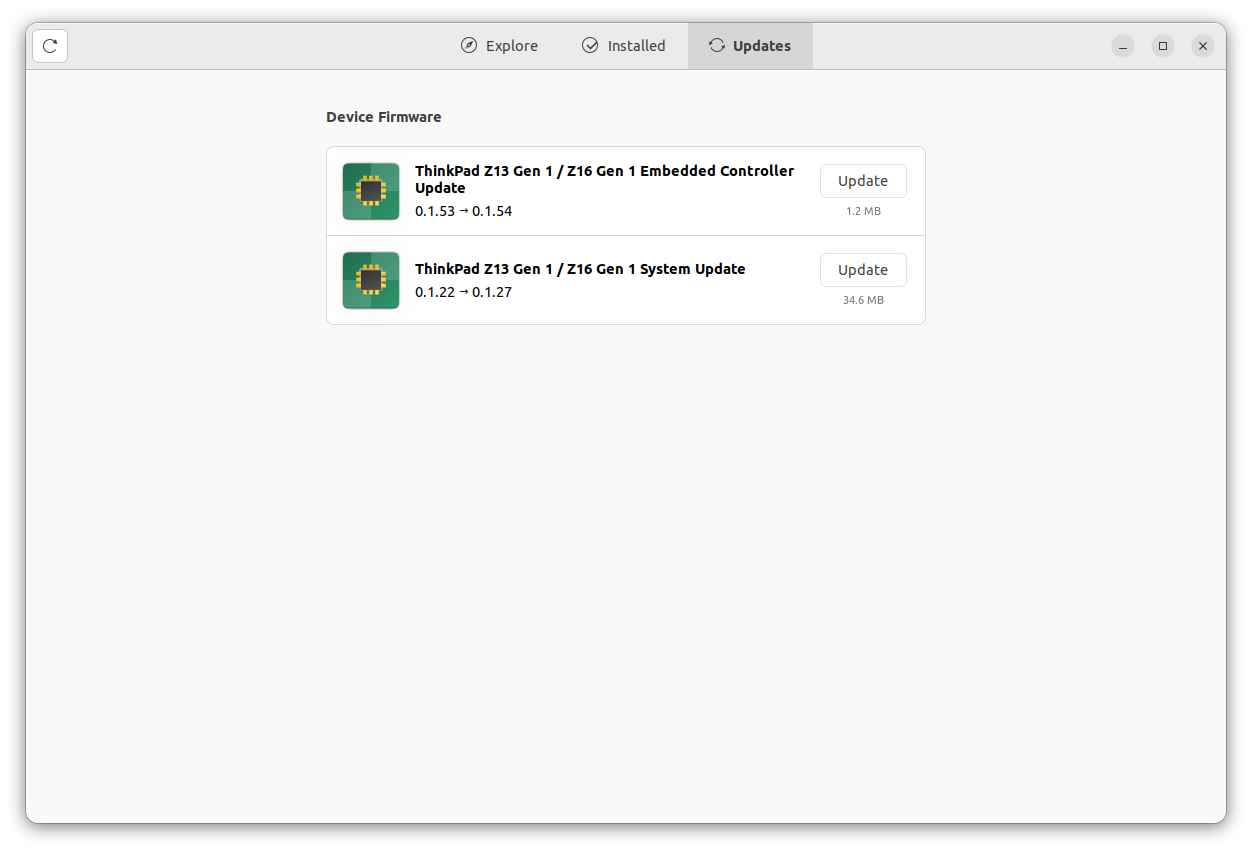 Explore
Installed
Updates
Device Firmware
ThinkPad Z13 Gen 1 / Z16 Gen 1 Embedded Controller
Update
0.1.53 → 0.1.54
Update
1.2 MB
ThinkPad Z13 Gen 1 / Z16 Gen 1 System Update
0.1.22 → 0.1.27
Update
34.6 MB